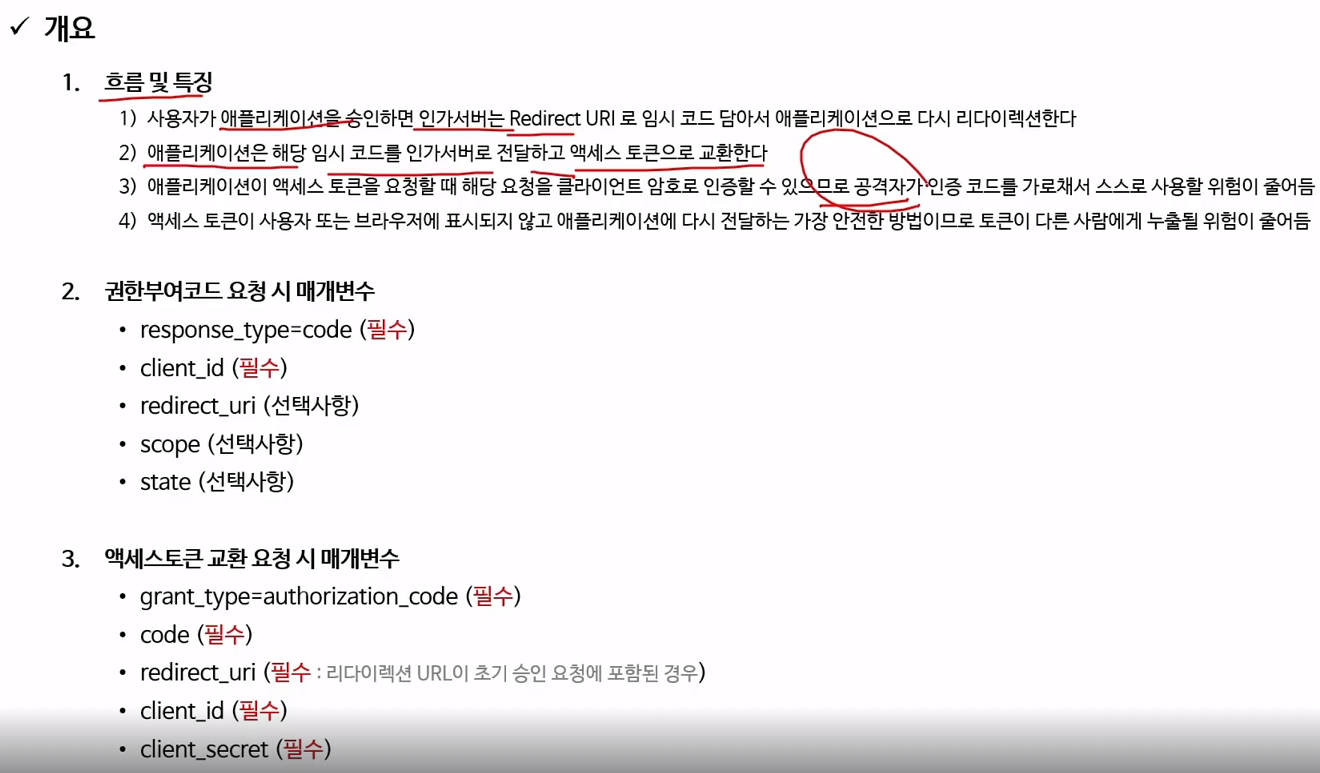 ✓ 개요
1. 흐름 및 특징
1) 사용자가 애플리케이션을 승인하면 인가서버는 Redirect URI 로 임시 코드 담아서 애플리케이션으로 다시 리다이렉션한다
2) 애플리케이션은 해당 임시 코드를 인가서버로 전달하고 액세스 토큰으로 교환한다
3) 애플리케이션이 액세스 토큰을 요청할 때 해당 요청을 클라이언트 암호로 인증할 수 있으므로 공격자가 인증 코드를 가로채서 스스로 사용할 위험이 줄어듬
4) 액세스 토큰이 사용자 또는 브라우저에 표시되지 않고 애플리케이션에 다시 전달하는 가장 안전한 방법이므로 토큰이 다른 사람에게 누출될 위험이 줄어듬
2. 권한부여코드 요청 시 매개변수
• response_type=code (필수)
• client_id (필수)
• redirect_uri (선택사항)
• scope (선택사항)
• state (선택사항)
3. 액세스토큰 교환 요청 시 매개변수
• grant_type=authorization_code (필수)
• code (필수)
• redirect_uri (필수 : 리다이렉션 URL이 초기 승인 요청에 포함된 경우)
• client_id (필수)
• client_secret (필수)